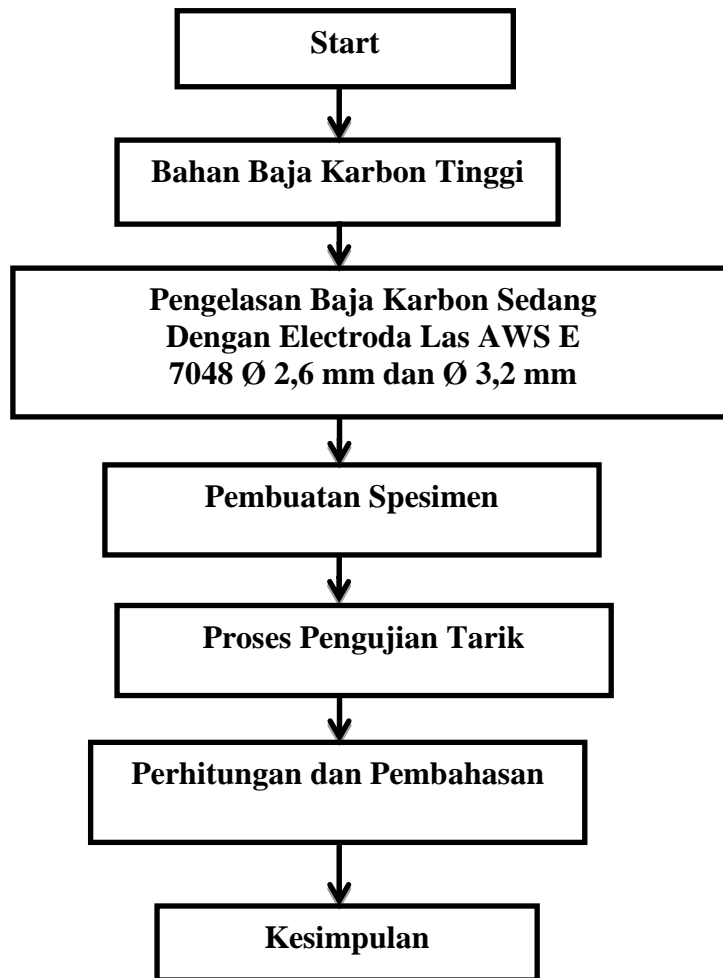 Start
Bahan Baja Karbon Tinggi
Pengelasan Baja Karbon Sedang
Dengan Electroda Las AWS E
7048 Ø 2,6 mm dan Ø 3,2 mm
Pembuatan Spesimen
Proses Pengujian Tarik
Perhitungan dan Pembahasan
Kesimpulan